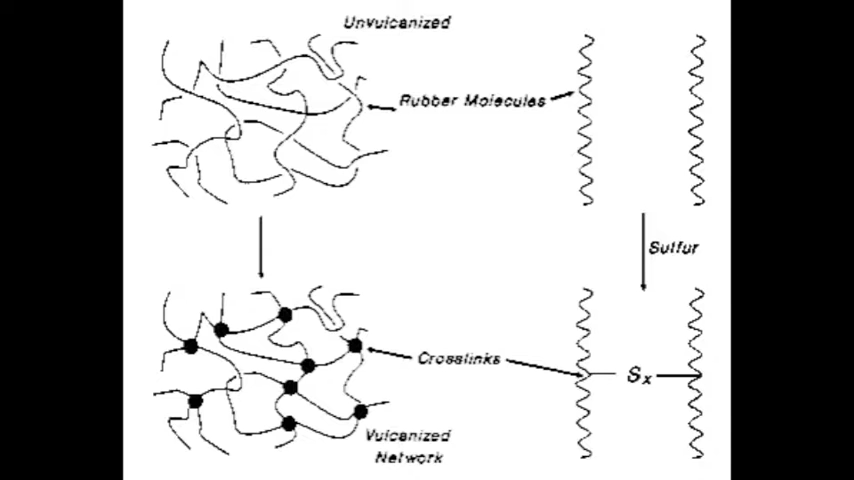 Unvulcanized
Rubber Molecules
Sulfur
Crosslinks
Sx
Vulcanized
Network